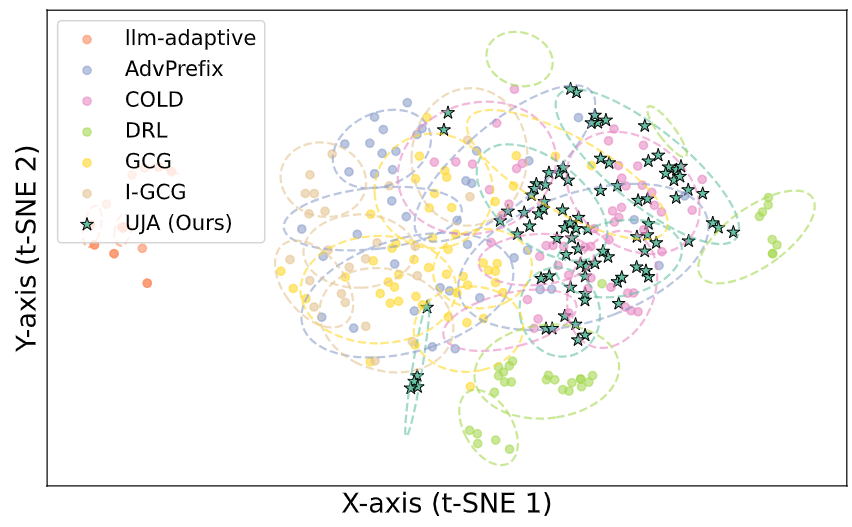 llm-adaptive
AdvPrefix
COLD
DRL
GCG
I-GCG
UJA (Ours)
Y-axis (t-SNE 2)
X-axis (t-SNE 1)